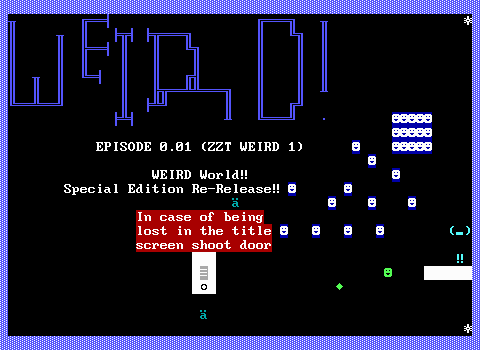 WEIRD!
EPISODE 0.01 (ZZT WEIRD 1)
WEIRD World!!
Special Edition Re-Release!!
ä
In case of being
lost in the title
screen shoot door
!!
ä